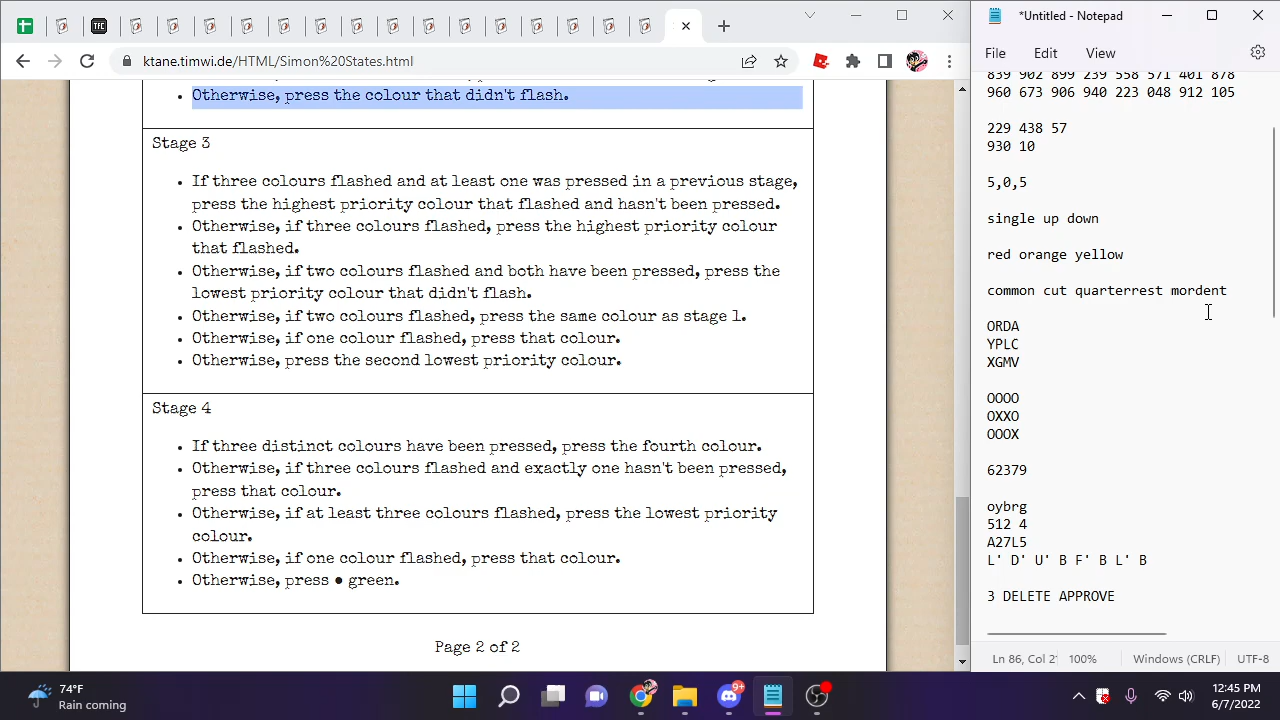 TFC
ktane.timwi.de/HTML/Simon%20States.html
Otherwise, press the colour that didn't flash.
Stage 3
• If three colours flashed and at least one was pressed in a previous stage,
press the highest priority colour that flashed and hasn't been pressed.
• Otherwise, if three colours flashed, press the highest priority colour
that flashed.
• Otherwise, if two colours flashed and both have been pressed, press the
lowest priority colour that didn't flash.
• Otherwise, if two colours flashed, press the same colour as stage 1.
• Otherwise, if one colour flashed, press that colour.
• Otherwise, press the second lowest priority colour.
Stage 4
• If three distinct colours have been pressed, press the fourth colour.
• Otherwise, if three colours flashed and exactly one hasn't been pressed,
press that colour.
• Otherwise, if at least three colours flashed, press the lowest priority
colour.
• Otherwise, if one colour flashed, press that colour.
• Otherwise, press ● green.
Page 2 of 2
*Untitled - Notepad
File Edit View
839 902 899 239 558 571 401 878
960 673 906 940 223 048 912 105
229 438 57
930 10
5,0,5
single up down
red orange yellow
common cut quarterrest mordent
ORDA
YPLC
XGMV
OOOO
OXXO
OOOX
62379
oybrg
512 4
A27L5
L' D' U' B F' B L' B
3 DELETE APPROVE
Ln 86, Col 2 100% Windows (CRLF) UTF-8
74°F
Rain coming
9+
12:45 PM
6/7/2022